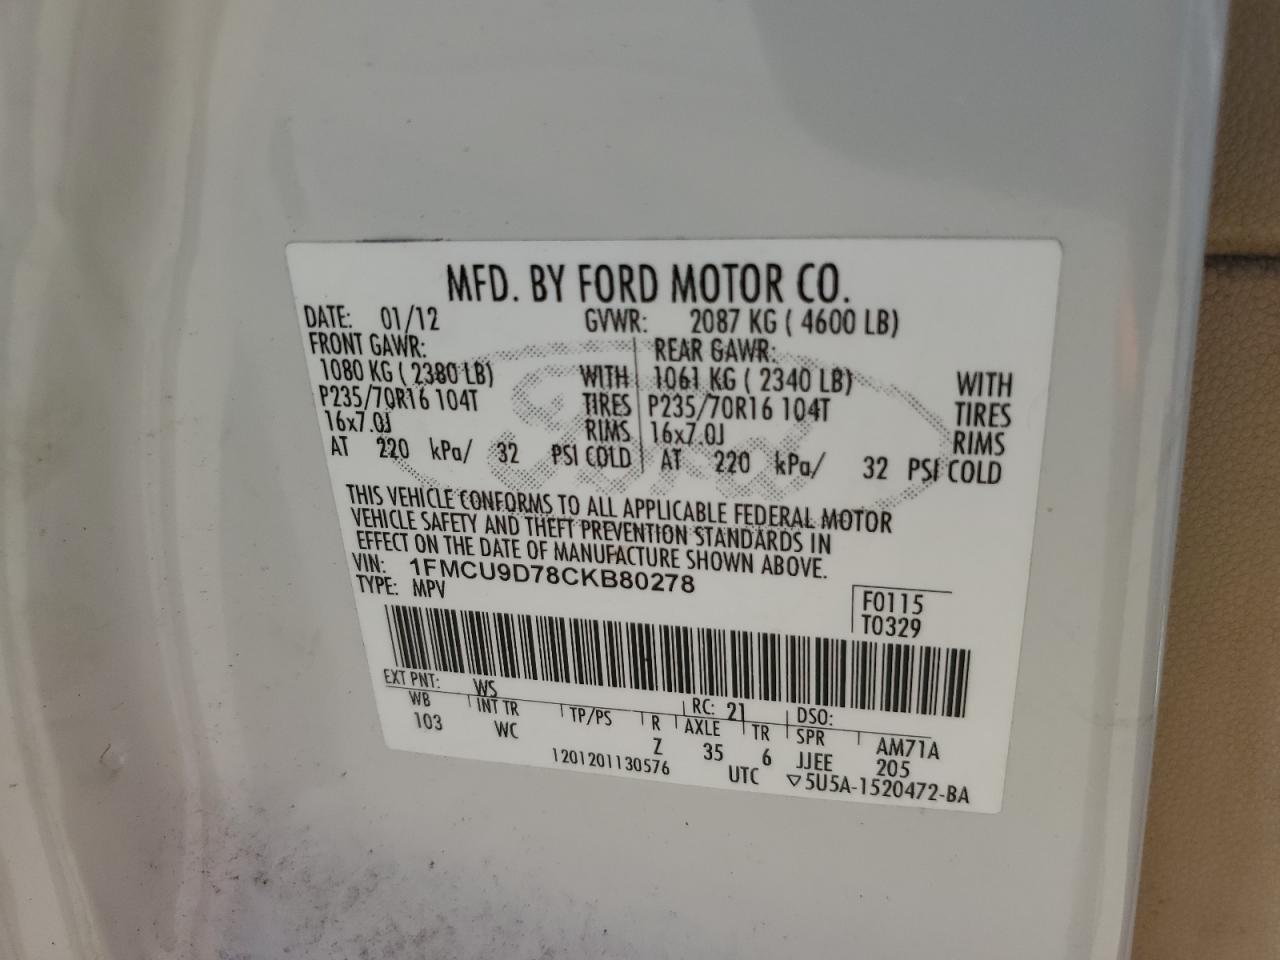 MFD. BY FORD MOTOR CO.
DATE: 01/12 GVWR: 2087 KG ( 4600 LB)
FRONT GAWR: REAR GAWR:
1080 KG ( 2380 LB) WITH 1061 KG ( 2340 LB) WITH
P235/70R16 104T TIRES P235/70R16 104T TIRES
16x7.0J RIMS 16x7.0J RIMS
AT 220 kPa/ 32 PSI COLD AT 220 kPa/ 32 PSI COLD
Ford
THIS VEHICLE CONFORMS TO ALL APPLICABLE FEDERAL MOTOR
VEHICLE SAFETY AND THEFT PREVENTION STANDARDS IN
EFFECT ON THE DATE OF MANUFACTURE SHOWN ABOVE.
VIN: 1FMCU9D78CKB80278
TYPE: MPV
F0115
T0329
EXT PNT: WS RC: 21 DSO:
WB INT TR TP/PS R AXLE TR SPR AM71A
103 WC Z 35 6 JJEE 205
1201201130576 UTC ▽5U5A-1520472-BA